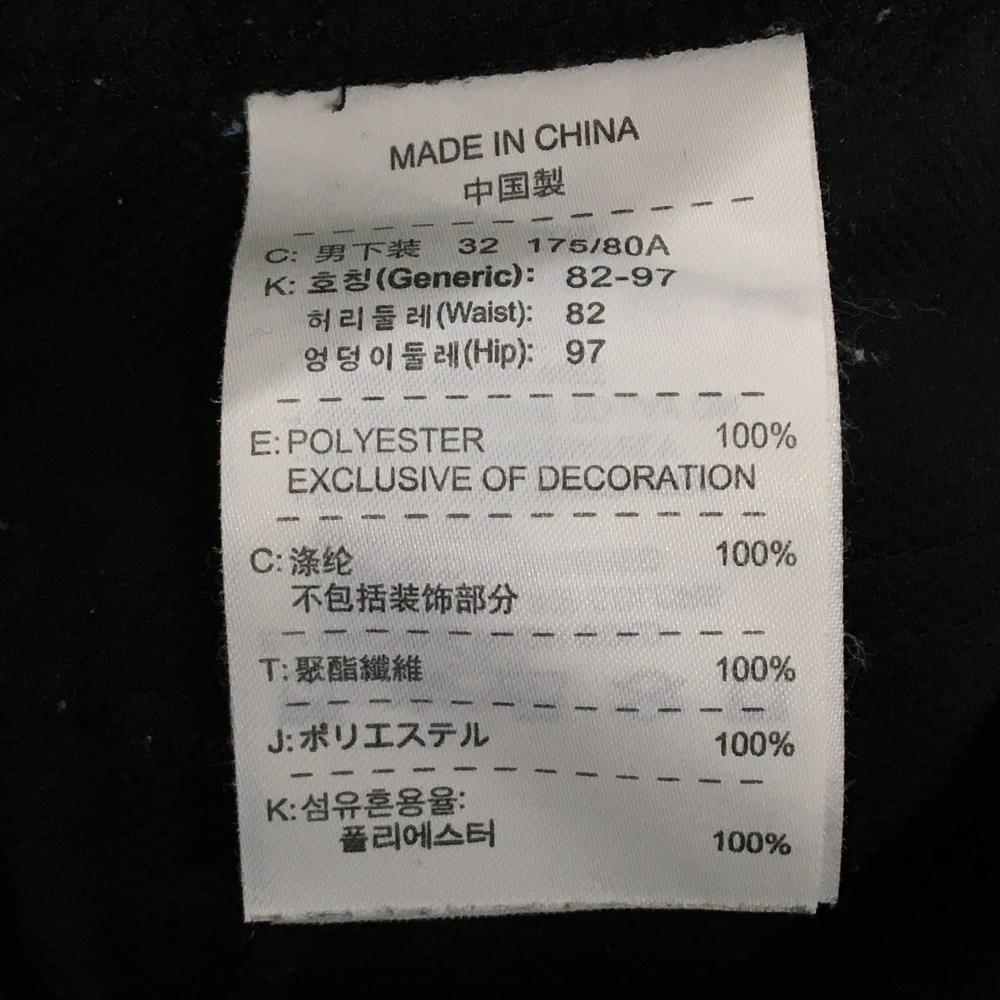 MADE IN CHINA
中国製
C: 男下装 32 175/80A
K: 호칭(Generic): 82-97
허리둘레(Waist): 82
엉덩이둘레(Hip): 97
E: POLYESTER 100%
EXCLUSIVE OF DECORATION
C: 涤纶 100%
不包括装饰部分
T: 聚酯纖維 100%
J: ポリエステル 100%
K: 섬유혼용율:
폴리에스터 100%